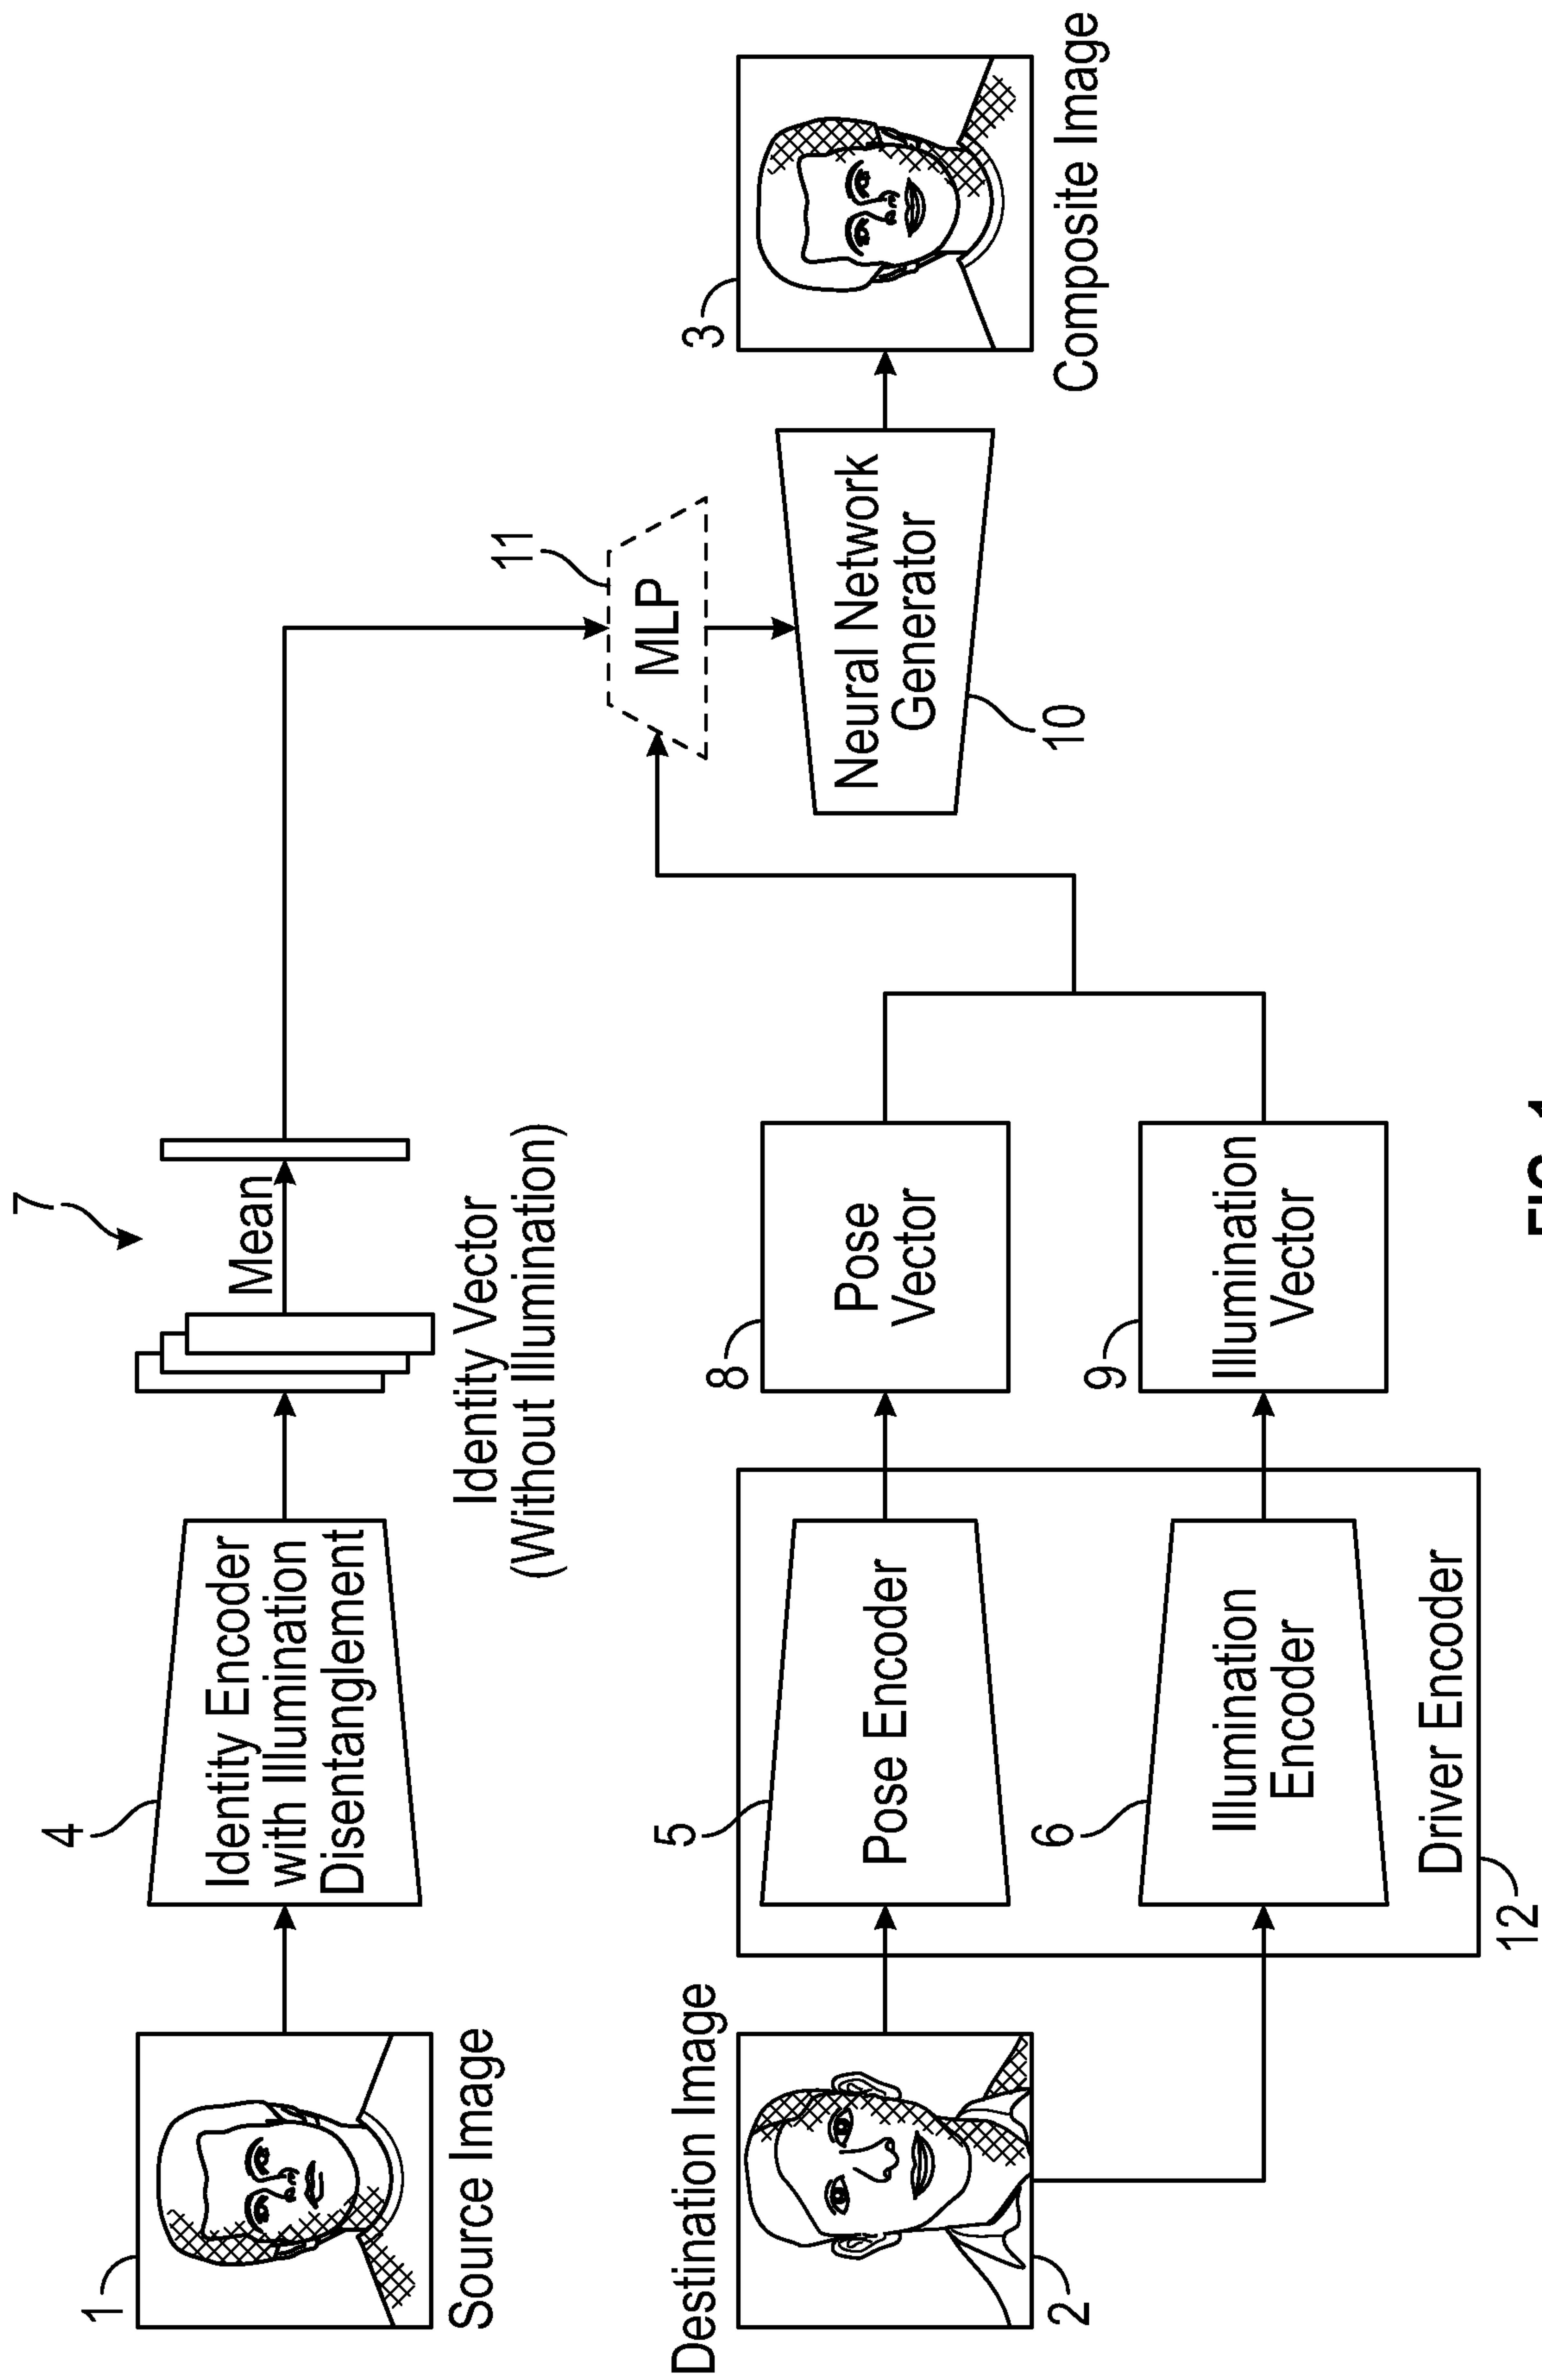 1
Source Image
4
Identity Encoder
with Illumination
Disentanglement
7
Mean
Identity Vector
(Without Illumination)
Destination Image
2
5
Pose Encoder
6
Illumination
Encoder
Driver Encoder
12
8
Pose
Vector
9
Illumination
Vector
11
MLP
Neural Network
Generator
10
3
Composite Image